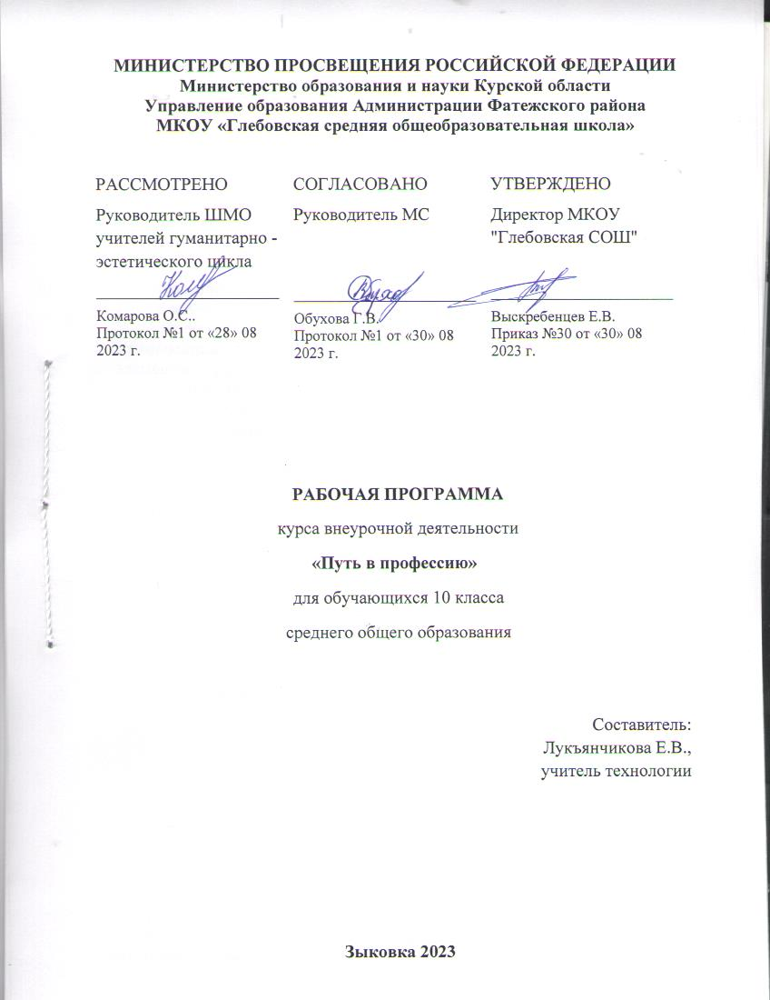 МИНИСТЕРСТВО ПРОСВЕЩЕНИЯ РОССИЙСКОЙ ФЕДЕРАЦИИ
Министерство образования и науки Курской области
Управление образования Администрации Фатежского района
МКОУ «Глебовская средняя общеобразовательная школа»
РАССМОТРЕНО
Руководитель ШМО
учителей гуманитарно -
эстетического цикла
Комарова О.С..
Протокол №1 от «28» 08
2023 г.
СОГЛАСОВАНО
Руководитель МС
Обухова Г.В.
Протокол №1 от «30» 08
2023 г.
УТВЕРЖДЕНО
Директор МКОУ
"Глебовская СОШ"
Выскребенцев Е.В.
Приказ №30 от «30» 08
2023 г.
РАБОЧАЯ ПРОГРАММА
курса внеурочной деятельности
«Путь в профессию»
для обучающихся 10 класса
среднего общего образования
Составитель:
Лукъянчикова Е.В.,
учитель технологии
Зыковка 2023